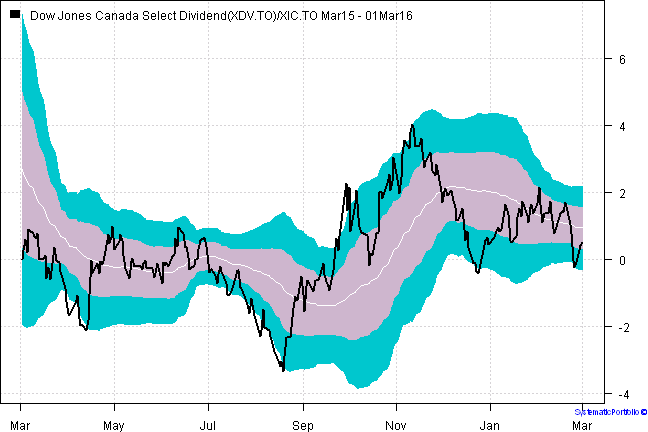 Dow Jones Canada Select Dividend(XDV.TO)/XIC.TO Mar15 - 01Mar16
6
4
2
0
-2
-4
Mar May Jul Sep Nov Jan Mar
SystematicPortfolio ©